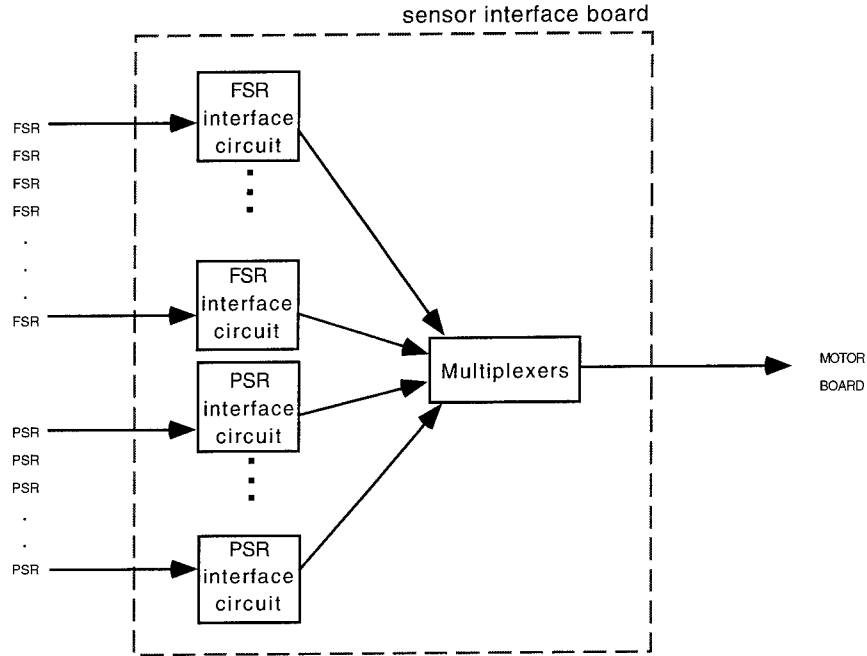 sensor interface board
FSR
interface
circuit
FSR
FSR
FSR
FSR
.
.
.
FSR
FSR
interface
circuit
Multiplexers
MOTOR
BOARD
PSR
interface
circuit
PSR
PSR
PSR
.
.
PSR
PSR
interface
circuit